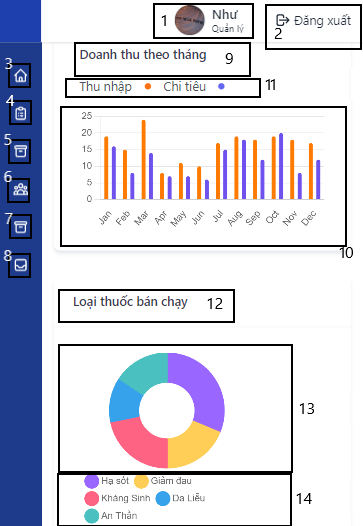 1 Như
Quản lý
2 Đăng xuất
3
4
5
6
7
8
Doanh thu theo tháng 9
Thu nhập Chi tiêu 11
25
20
15
10
5
0
Jan Feb Mar Apr May Jun Jul Aug Sep Oct Nov Dec
10
Loại thuốc bán chạy 12
13
Hạ sốt Giảm đau
Kháng Sinh Da Liễu
An Thần
14